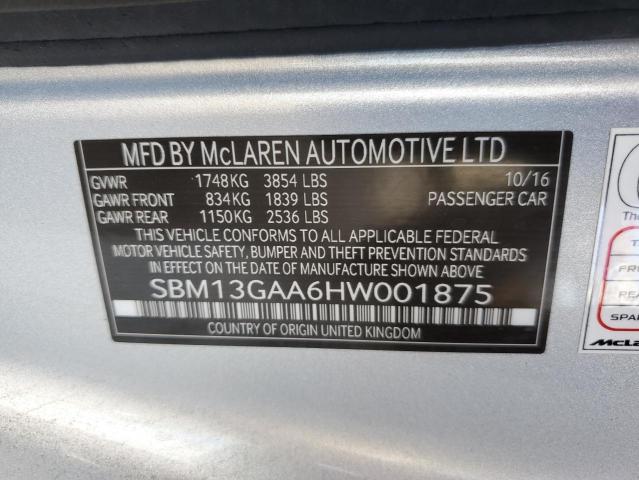 MFD BY McLAREN AUTOMOTIVE LTD
GVWR 1748KG 3854 LBS 10/16
GAWR FRONT 834KG 1839 LBS PASSENGER CAR
GAWR REAR 1150KG 2536 LBS
THIS VEHICLE CONFORMS TO ALL APPLICABLE FEDERAL
MOTOR VEHICLE SAFETY, BUMPER AND THEFT PREVENTION STANDARDS
IN EFFECT ON THE DATE OF MANUFACTURE SHOWN ABOVE
SBM13GAA6HW001875
COUNTRY OF ORIGIN UNITED KINGDOM